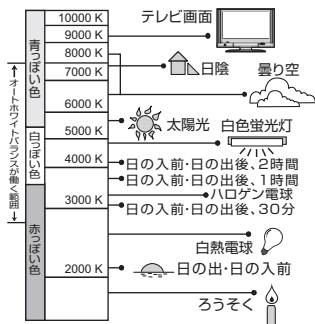 10000 K
9000 K
8000 K
7000 K
6000 K
5000 K
4000 K
3000 K
2000 K
青っぽい色
白っぽい色
赤っぽい色
オートホワイトバランスが働く範囲
テレビ画面
日陰
曇り空
太陽光
白色蛍光灯
日の入前·日の出後、2時間
日の入前·日の出後、1時間
ハロゲン電球
日の入前·日の出後、30分
白熱電球
日の出·日の入前
ろうそく